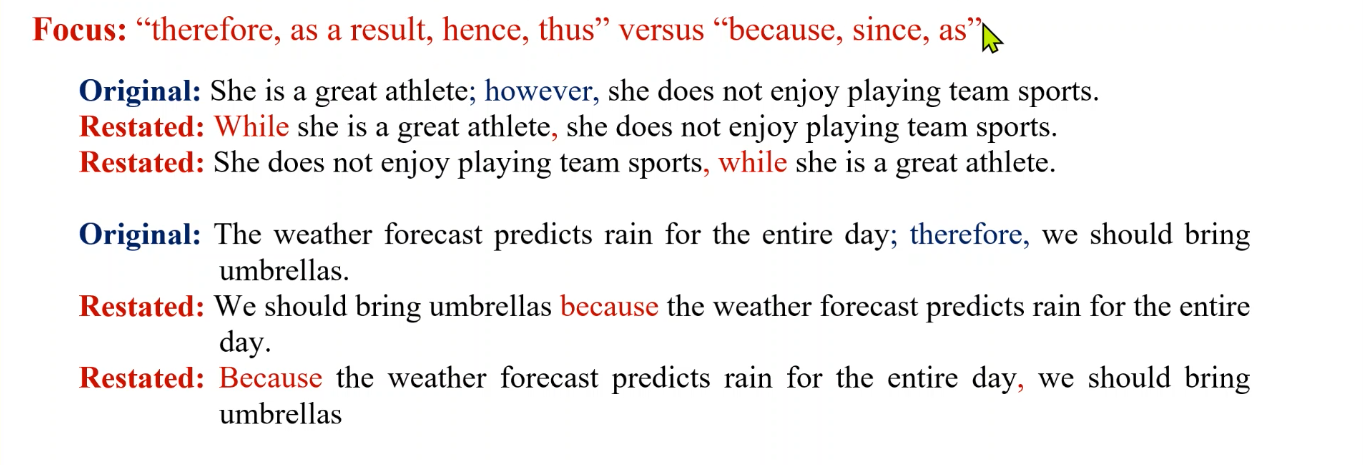 Focus: “therefore, as a result, hence, thus” versus “because, since, as”
Original: She is a great athlete; however, she does not enjoy playing team sports.
Restated: While she is a great athlete, she does not enjoy playing team sports.
Restated: She does not enjoy playing team sports, while she is a great athlete.
Original: The weather forecast predicts rain for the entire day; therefore, we should bring
umbrellas.
Restated: We should bring umbrellas because the weather forecast predicts rain for the entire
day.
Restated: Because the weather forecast predicts rain for the entire day, we should bring
umbrellas